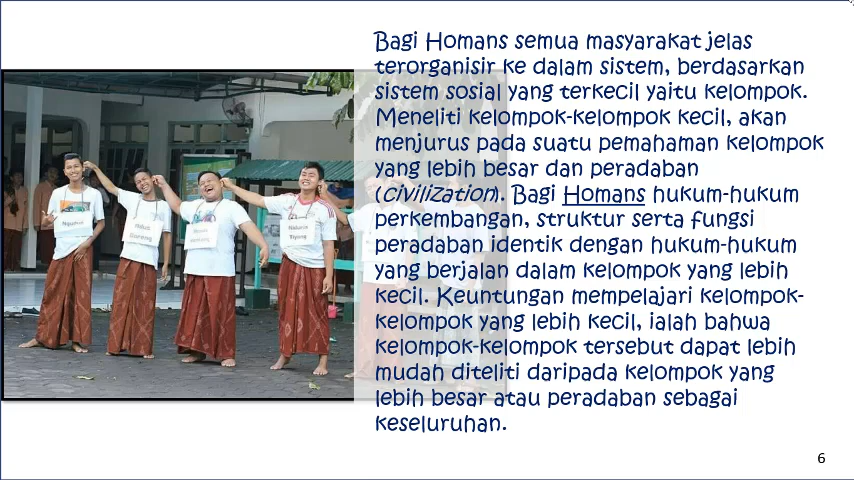 Bagi Homans semua masyarakat jelas
terorganisir ke dalam sistem, berdasarkan
sistem sosial yang terkecil yaitu kelompok.
Meneliti kelompok-kelompok kecil, akan
menjurus pada suatu pemahaman kelompok
yang lebih besar dan peradaban
(civilization). Bagi Homans hukum-hukum
perkembangan, struktur serta fungsi
peradaban identik dengan hukum-hukum
yang berjalan dalam kelompok yang lebih
kecil. Keuntungan mempelajari kelompok-
kelompok yang lebih kecil, ialah bahwa
kelompok-kelompok tersebut dapat lebih
mudah diteliti daripada kelompok yang
lebih besar atau peradaban sebagai
keseluruhan.
6